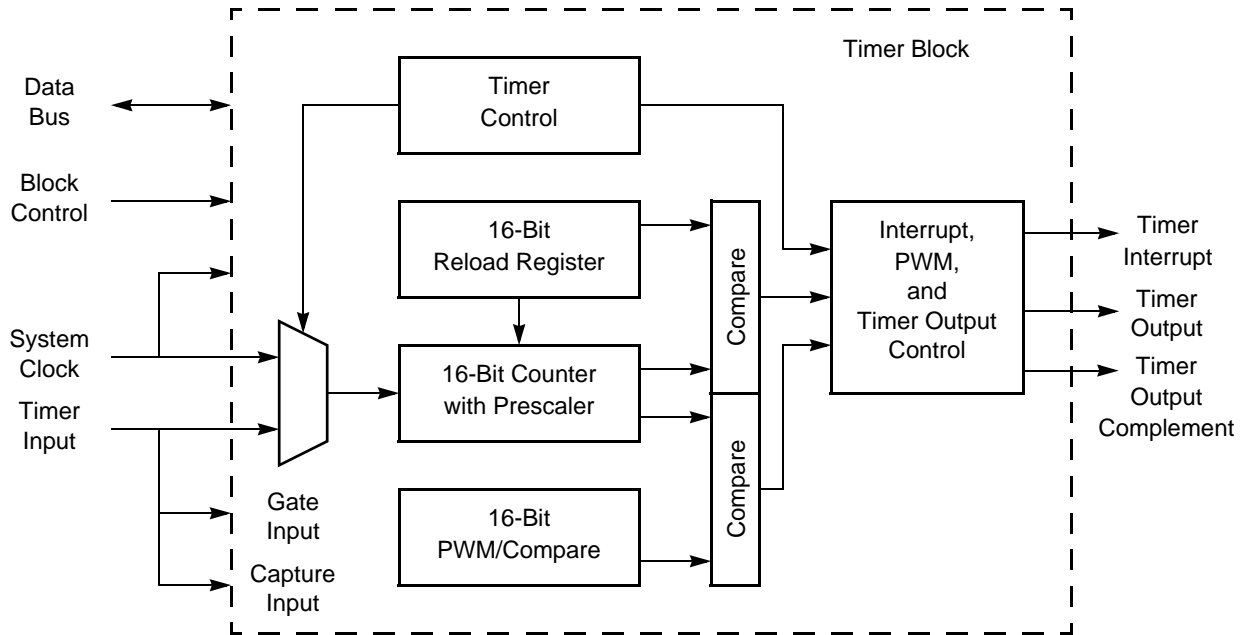 Timer Block
Data
Bus
Timer
Control
Block
Control
16-Bit
Reload Register
Compare
Interrupt,
PWM,
and
Timer Output
Control
Timer
Interrupt
Timer
Output
Timer
Output
Complement
System
Clock
16-Bit Counter
with Prescaler
Timer
Input
Gate
Input
16-Bit
PWM/Compare
Compare
Capture
Input